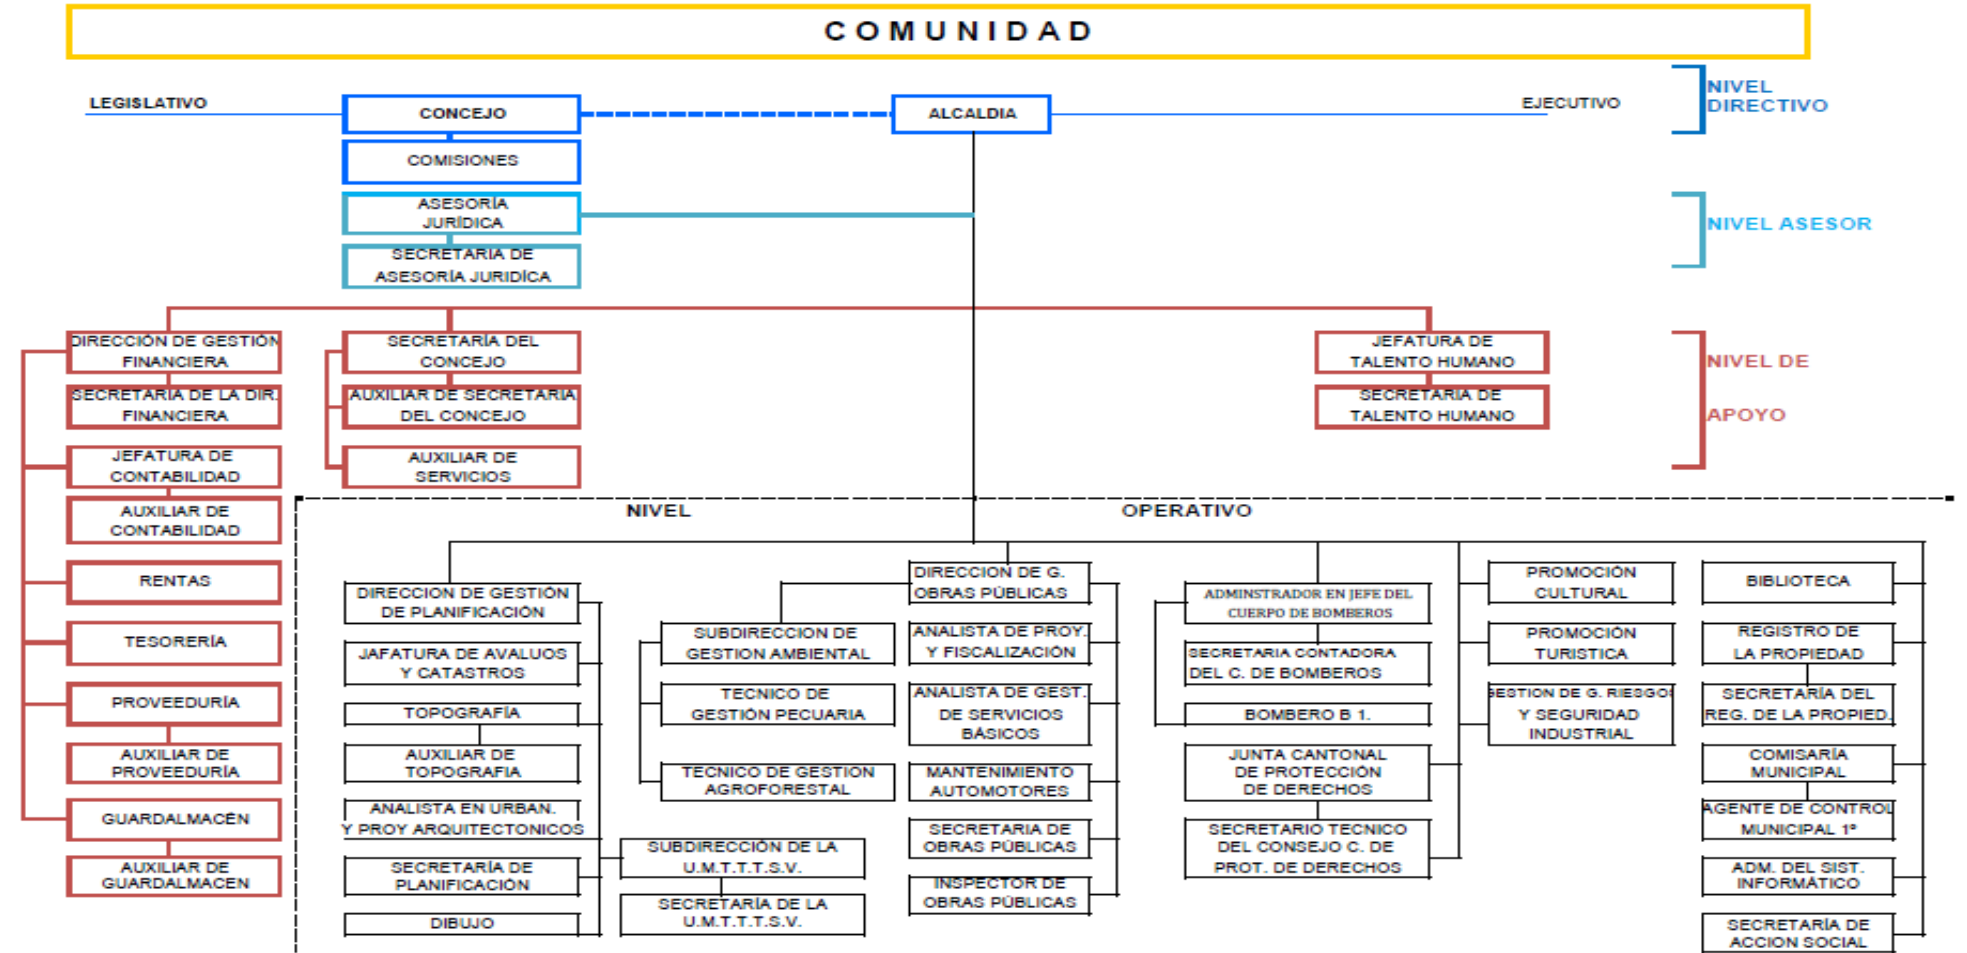 COMUNIDAD
LEGISLATIVO
CONCEJO
ALCALDIA
EJECUTIVO
NIVEL
DIRECTIVO
COMISIONES
ASESORÍA
JURÍDICA
NIVEL ASESOR
SECRETARIA DE
ASESORÍA JURIDÍCA
DIRECCIÓN DE GESTIÓN
FINANCIERA
SECRETARÍA DEL
CONCEJO
JEFATURA DE
TALENTO HUMANO
NIVEL DE
APOYO
SECRETARIA DE LA DIR.
FINANCIERA
AUXILIAR DE SECRETARIA
DEL CONCEJO
SECRETARIA DE
TALENTO HUMANO
JEFATURA DE
CONTABILIDAD
AUXILIAR DE
SERVICIOS
AUXILIAR DE
CONTABILIDAD
RENTAS
TESORERÍA
PROVEEDURÍA
AUXILIAR DE
PROVEEDURÍA
GUARDALMACÉN
AUXILIAR DE
GUARDALMACEN
NIVEL OPERATIVO
DIRECCION DE GESTIÓN
DE PLANIFICACIÓN
JAFATURA DE AVALUOS
Y CATASTROS
TOPOGRAFÍA
AUXILIAR DE
TOPOGRAFIA
ANALISTA EN URBAN.
Y PROY ARQUITECTONICOS
SECRETARÍA DE
PLANIFICACIÓN
DIBUJO
SUBDIRECCION DE
GESTION AMBIENTAL
TECNICO DE
GESTIÓN PECUARIA
TECNICO DE GESTION
AGROFORESTAL
SUBDIRECCIÓN DE LA
U.M.T.T.T.S.V.
SECRETARÍA DE LA
U.M.T.T.T.S.V.
DIRECCION DE G.
OBRAS PÚBLICAS
ANALISTA DE PROY.
Y FISCALIZACIÓN
ANALISTA DE GEST.
DE SERVICIOS
BÁSICOS
MANTENIMIENTO
AUTOMOTORES
SECRETARIA DE
OBRAS PÚBLICAS
INSPECTOR DE
OBRAS PÚBLICAS
ADMINSTRADOR EN JEFE DEL
CUERPO DE BOMBEROS
SECRETARIA CONTADORA
DEL C. DE BOMBEROS
BOMBERO B 1.
JUNTA CANTONAL
DE PROTECCIÓN
DE DERECHOS
SECRETARIO TECNICO
DEL CONSEJO C. DE
PROT. DE DERECHOS
PROMOCIÓN
CULTURAL
PROMOCIÓN
TURISTICA
GESTION DE G. RIESGOS
Y SEGURIDAD
INDUSTRIAL
BIBLIOTECA
REGISTRO DE
LA PROPIEDAD
SECRETARÍA DEL
REG. DE LA PROPIED.
COMISARÍA
MUNICIPAL
AGENTE DE CONTROL
MUNICIPAL 1º
ADM. DEL SIST.
INFORMÁTICO
SECRETARÍA DE
ACCION SOCIAL